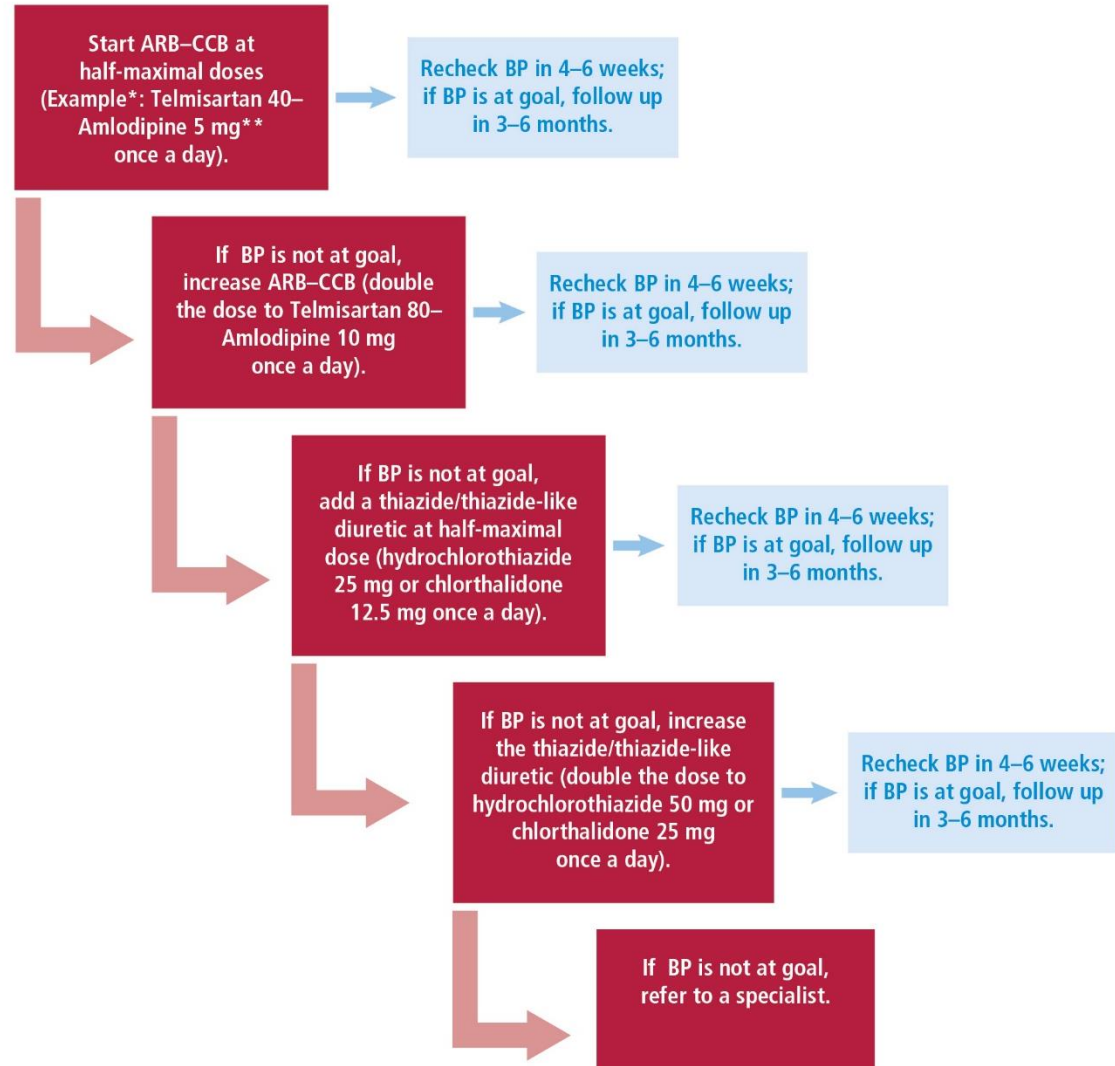 Start ARB–CCB at
half-maximal doses
(Example*: Telmisartan 40–
Amlodipine 5 mg**
once a day).
Recheck BP in 4–6 weeks;
if BP is at goal, follow up
in 3–6 months.
If BP is not at goal,
increase ARB–CCB (double
the dose to Telmisartan 80–
Amlodipine 10 mg
once a day).
Recheck BP in 4–6 weeks;
if BP is at goal, follow up
in 3–6 months.
If BP is not at goal,
add a thiazide/thiazide-like
diuretic at half-maximal
dose (hydrochlorothiazide
25 mg or chlorthalidone
12.5 mg once a day).
Recheck BP in 4–6 weeks;
if BP is at goal, follow up
in 3–6 months.
If BP is not at goal, increase
the thiazide/thiazide-like
diuretic (double the dose to
hydrochlorothiazide 50 mg or
chlorthalidone 25 mg
once a day).
Recheck BP in 4–6 weeks;
if BP is at goal, follow up
in 3–6 months.
If BP is not at goal,
refer to a specialist.